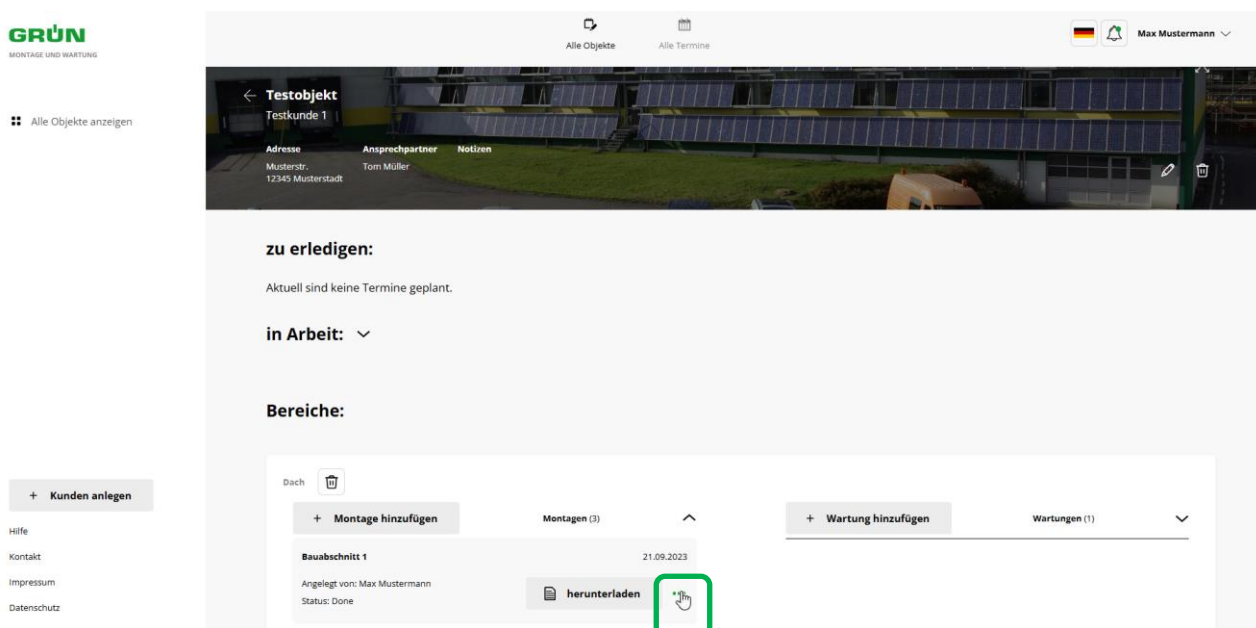 GRÜN
MONTAGE UND WARTUNG
Alle Objekte
Alle Termine
Max Mustermann
Alle Objekte anzeigen
Testobjekt
Testkunde 1
Adresse Ansprechpartner Notizen
Musterstr. Tom Müller
12345 Musterstadt
zu erledigen:
Aktuell sind keine Termine geplant.
in Arbeit:
Bereiche:
Dach
+ Montage hinzufügen Montagen (3)
+ Wartung hinzufügen Wartungen (1)
Bauabschnitt 1 21.09.2023
Angelegt von: Max Mustermann
Status: Done
herunterladen
+ Kunden anlegen
Hilfe
Kontakt
Impressum
Datenschutz